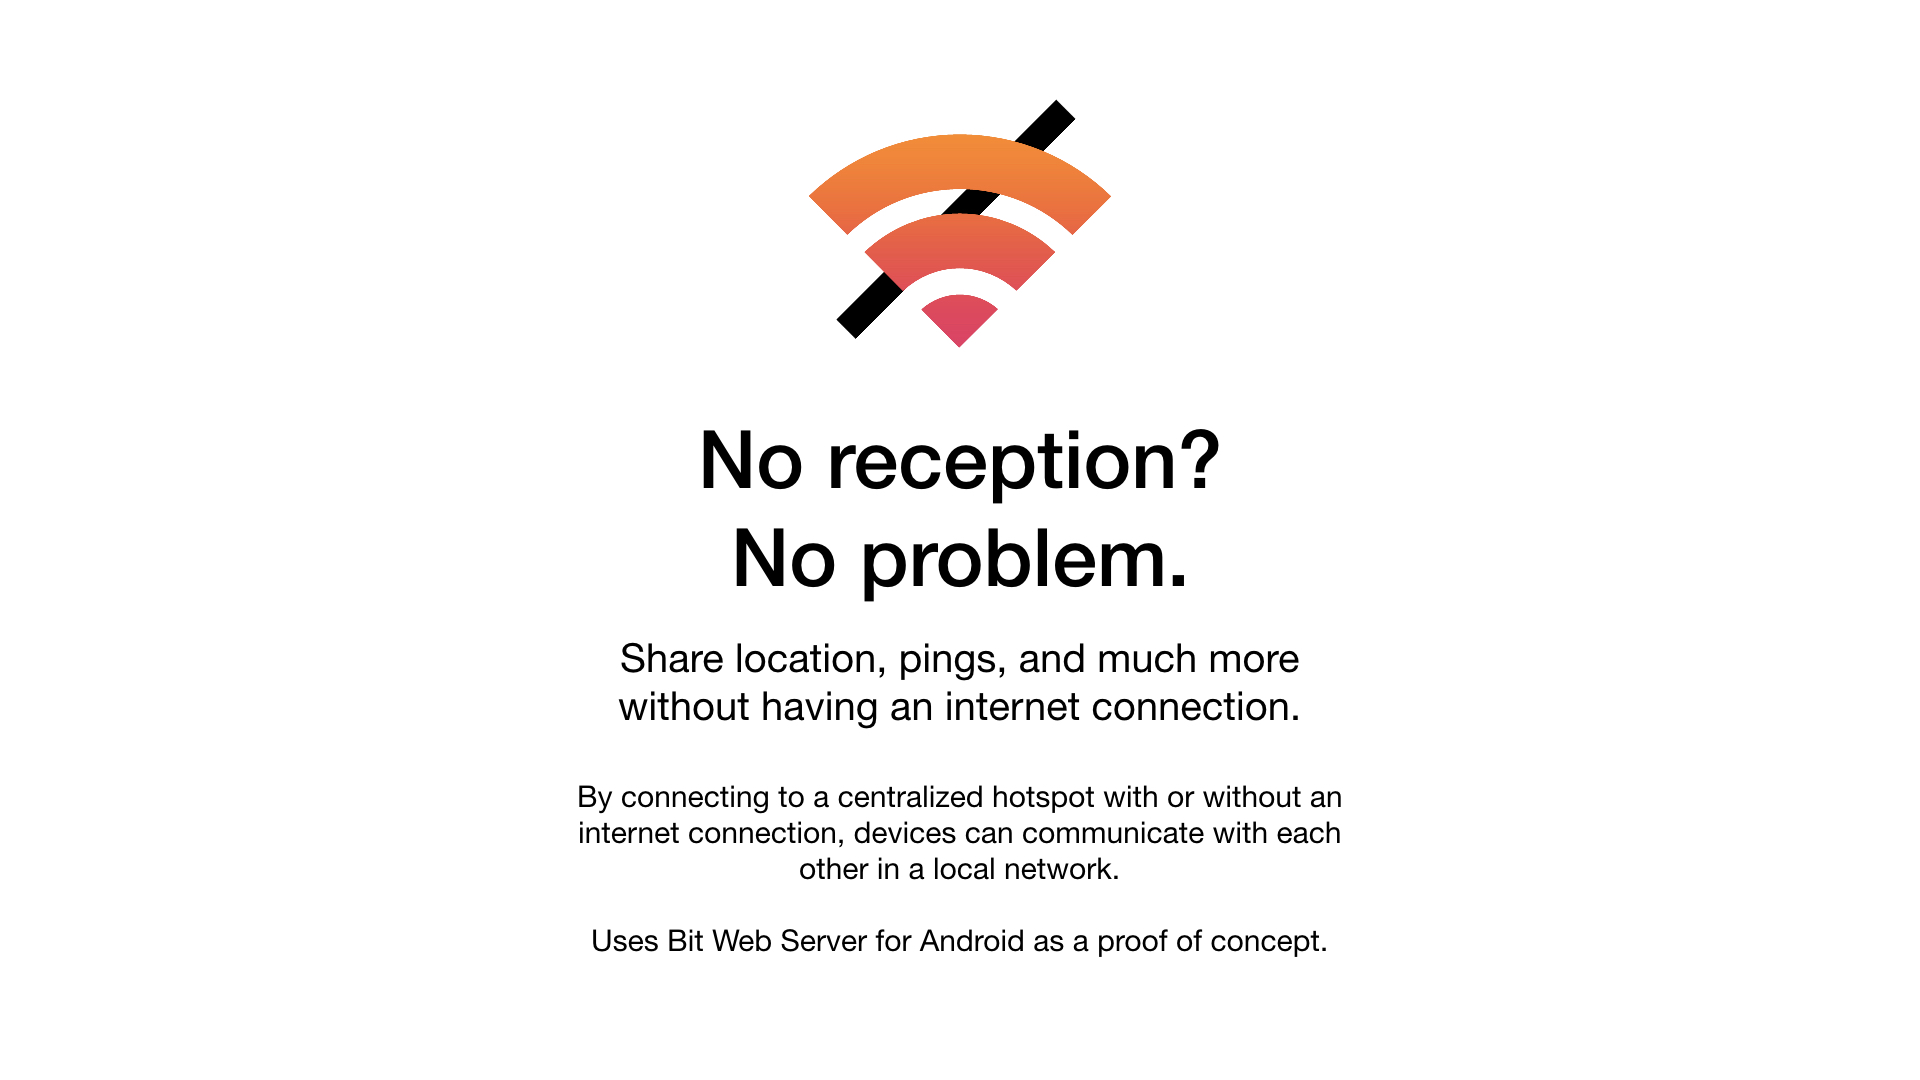 No reception?
No problem.
Share location, pings, and much more
without having an internet connection.
By connecting to a centralized hotspot with or without an
internet connection, devices can communicate with each
other in a local network.
Uses Bit Web Server for Android as a proof of concept.